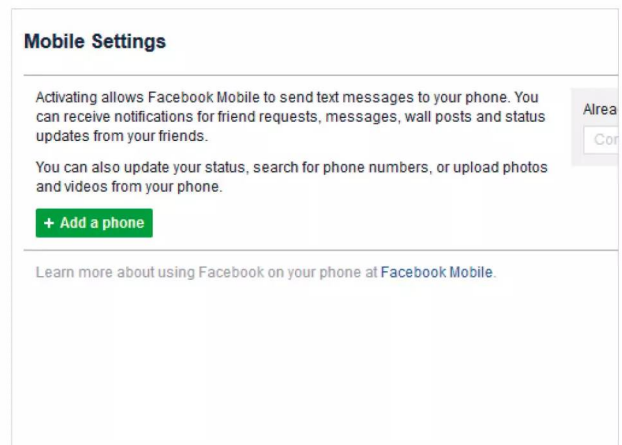 Mobile Settings
Activating allows Facebook Mobile to send text messages to your phone. You
can receive notifications for friend requests, messages, wall posts and status
updates from your friends.
You can also update your status, search for phone numbers, or upload photos
and videos from your phone.
+ Add a phone
Learn more about using Facebook on your phone at Facebook Mobile.